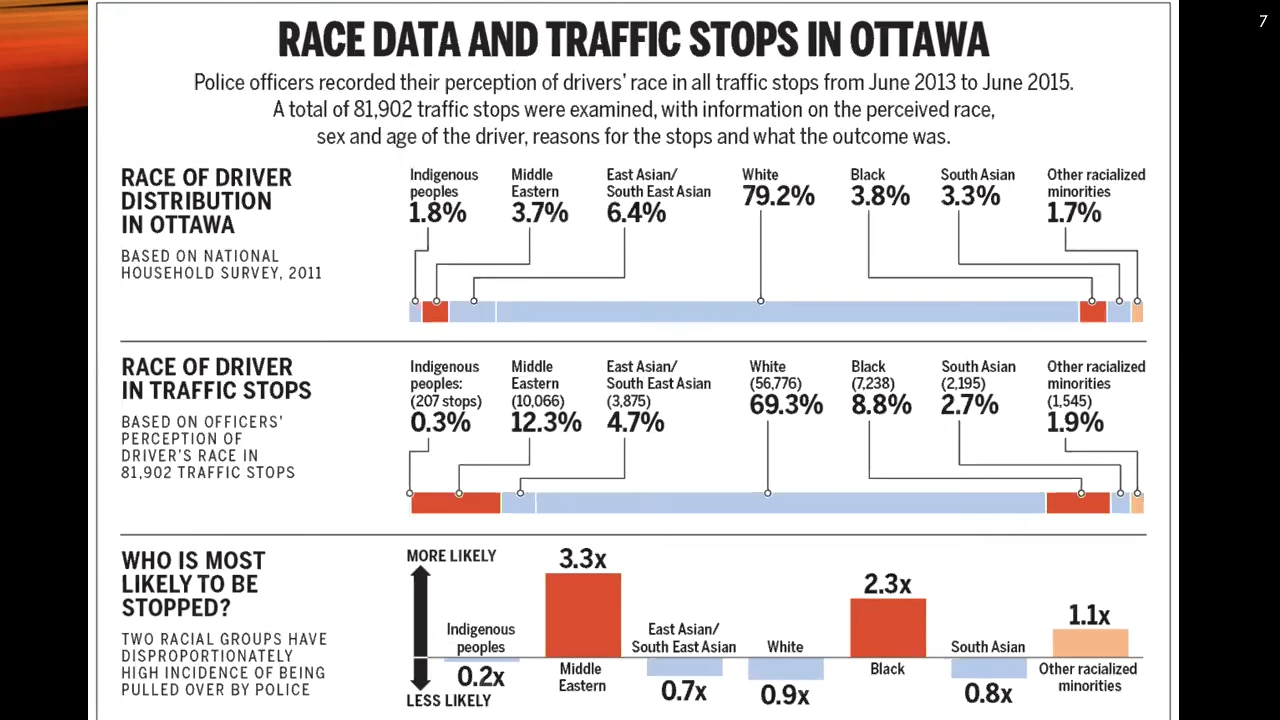 7
RACE DATA AND TRAFFIC STOPS IN OTTAWA
Police officers recorded their perception of drivers' race in all traffic stops from June 2013 to June 2015.
A total of 81,902 traffic stops were examined, with information on the perceived race,
sex and age of the driver, reasons for the stops and what the outcome was.
RACE OF DRIVER
DISTRIBUTION
IN OTTAWA
BASED ON NATIONAL
HOUSEHOLD SURVEY, 2011
Indigenous
peoples
1.8%
Middle
Eastern
3.7%
East Asian/
South East Asian
6.4%
White
79.2%
Black
3.8%
South Asian
3.3%
Other racialized
minorities
1.7%
RACE OF DRIVER
IN TRAFFIC STOPS
BASED ON OFFICERS'
PERCEPTION OF
DRIVER'S RACE IN
81,902 TRAFFIC STOPS
Indigenous
peoples:
(207 stops)
0.3%
Middle
Eastern
(10,066)
12.3%
East Asian/
South East Asian
(3,875)
4.7%
White
(56,776)
69.3%
Black
(7,238)
8.8%
South Asian
(2,195)
2.7%
Other racialized
minorities
(1,545)
1.9%
WHO IS MOST
LIKELY TO BE
STOPPED?
TWO RACIAL GROUPS HAVE
DISPROPORTIONATELY
HIGH INCIDENCE OF BEING
PULLED OVER BY POLICE
MORE LIKELY
LESS LIKELY
Indigenous
peoples
0.2x
3.3x
Middle
Eastern
East Asian/
South East Asian
0.7x
White
0.9x
2.3x
Black
South Asian
0.8x
1.1x
Other racialized
minorities